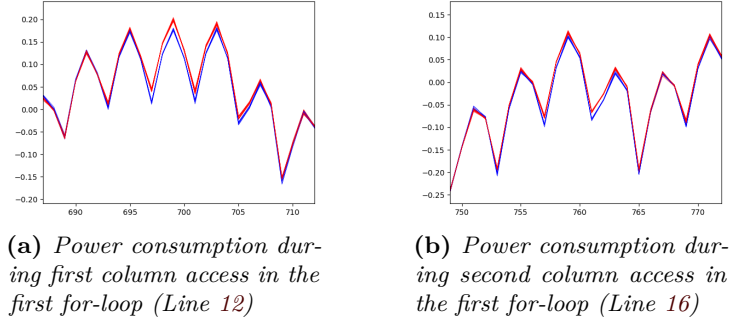 0.20
0.15
0.10
0.05
0.00
−0.05
−0.10
−0.15
−0.20
690 695 700 705 710
(a) Power consumption dur-
ing first column access in the
first for-loop (Line 12)
0.15
0.10
0.05
0.00
−0.05
−0.10
−0.15
−0.20
−0.25
750 755 760 765 770
(b) Power consumption dur-
ing second column access in
the first for-loop (Line 16)